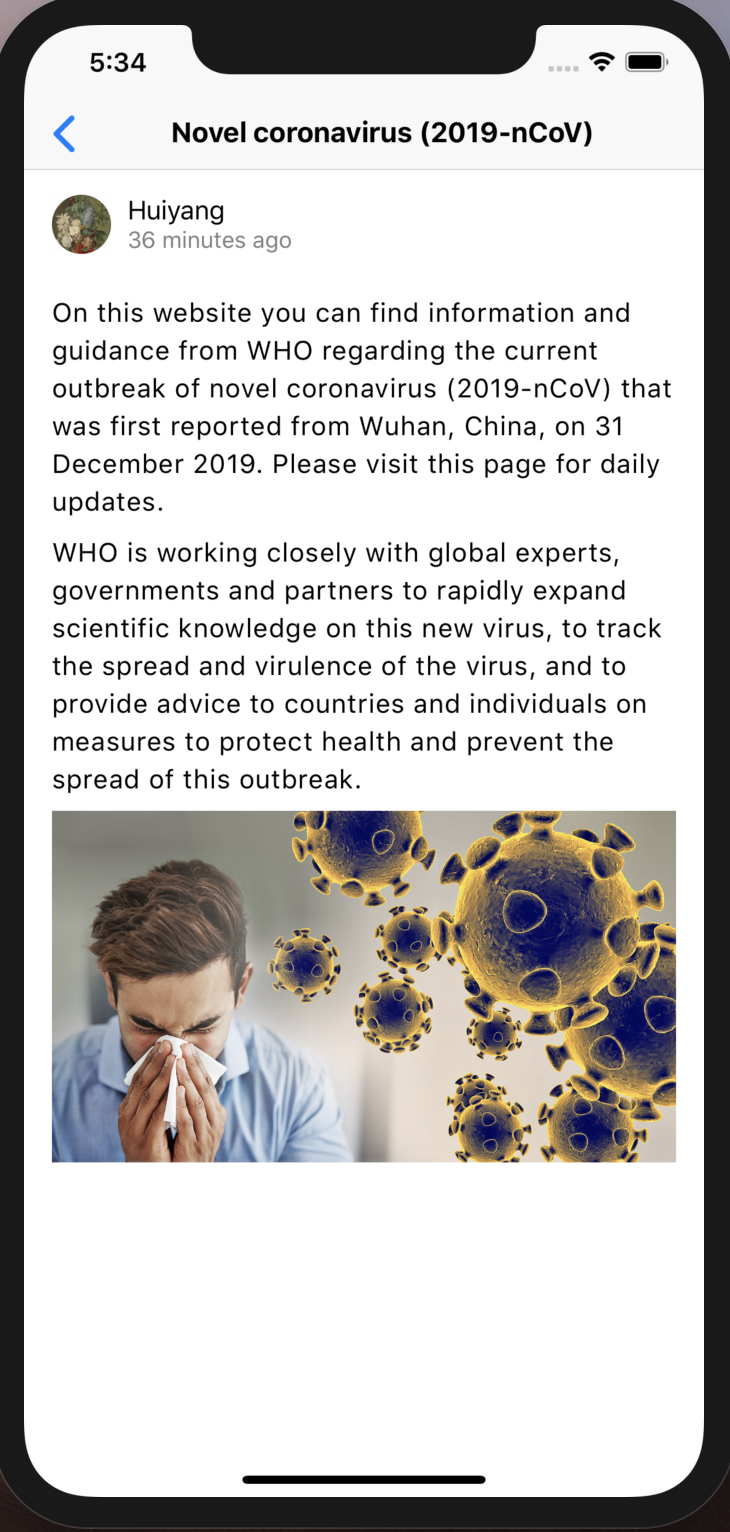 5:34
Novel coronavirus (2019-nCoV)
Huiyang
36 minutes ago
On this website you can find information and
guidance from WHO regarding the current
outbreak of novel coronavirus (2019-nCoV) that
was first reported from Wuhan, China, on 31
December 2019. Please visit this page for daily
updates.
WHO is working closely with global experts,
governments and partners to rapidly expand
scientific knowledge on this new virus, to track
the spread and virulence of the virus, and to
provide advice to countries and individuals on
measures to protect health and prevent the
spread of this outbreak.